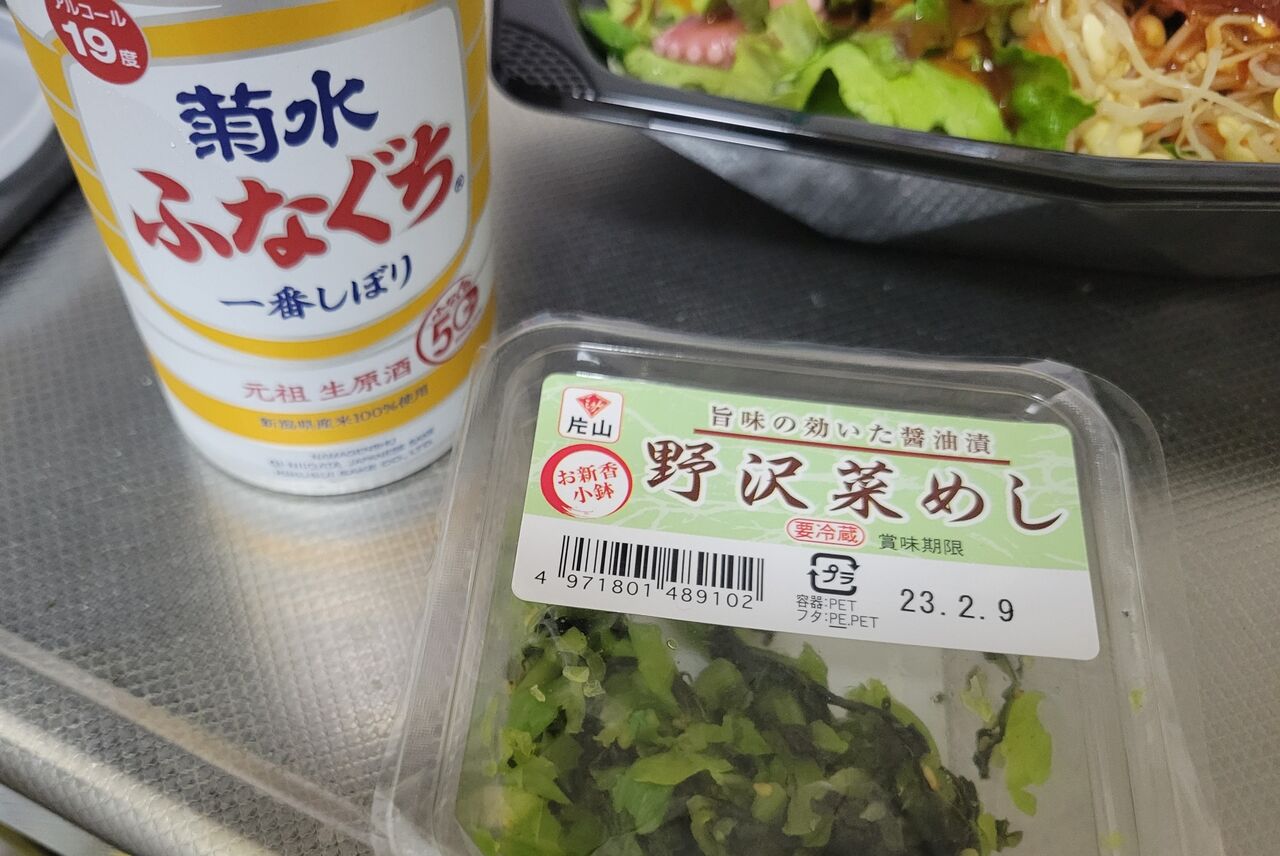 アルコール
19度
菊水
ふなぐち®
一番しぼり
5G
元祖 生原酒
新潟県産米100%使用
片山
お新香
小鉢
旨味の効いた醤油漬
野沢菜めし
要冷蔵 賞味期限
4 971801 489102
プラ
容器:PET
フタ:PE.PET
23.2.9